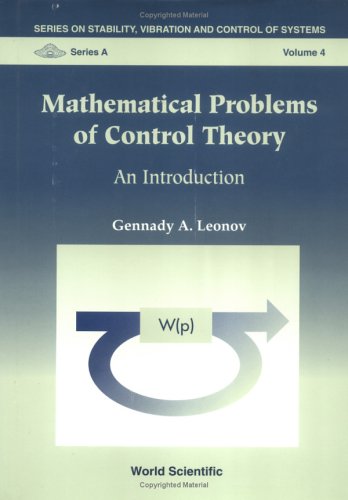 Copyrighted Material
SERIES ON STABILITY, VIBRATION AND CONTROL OF SYSTEMS
Series A
Volume 4
Mathematical Problems
of Control Theory
An Introduction
Gennady A. Leonov
W(p)
World Scientific
Copyrighted Material